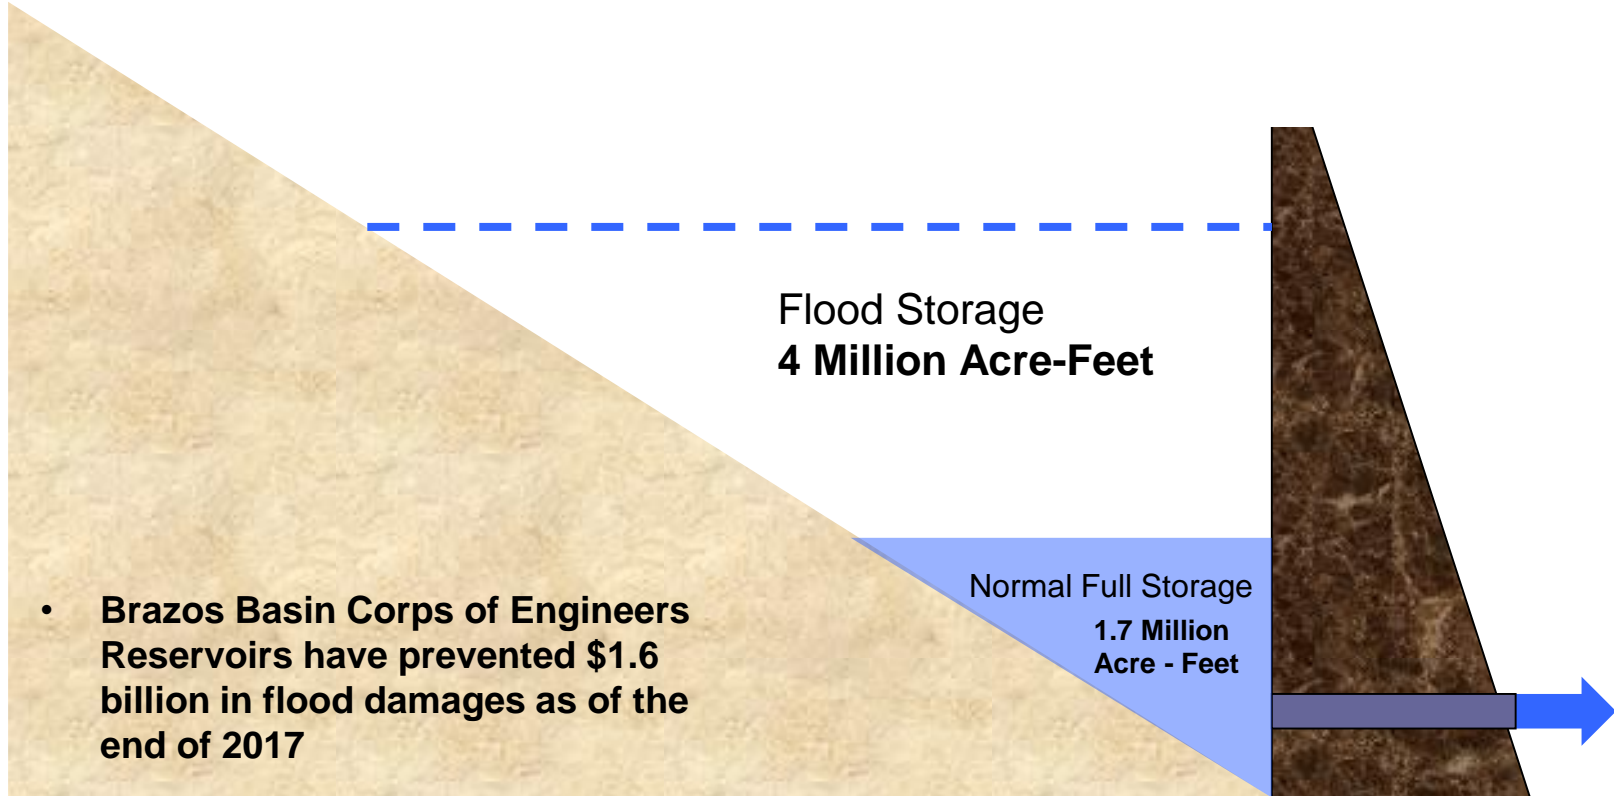 Flood Storage
4 Million Acre-Feet
Normal Full Storage
1.7 Million
Acre - Feet
• Brazos Basin Corps of Engineers
Reservoirs have prevented $1.6
billion in flood damages as of the
end of 2017